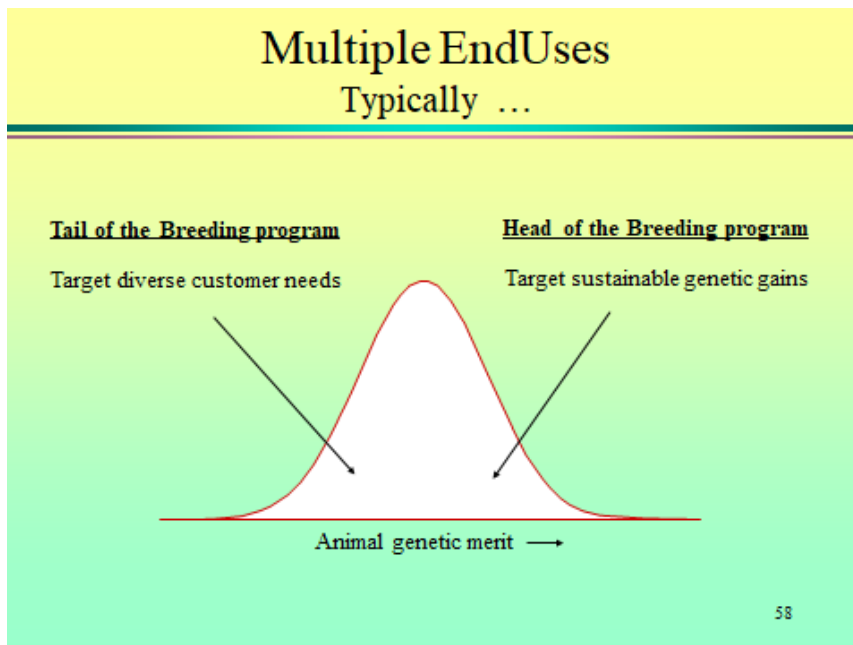 Multiple EndUses
Typically ...
Tail of the Breeding program
Target diverse customer needs
Head of the Breeding program
Target sustainable genetic gains
Animal genetic merit
58